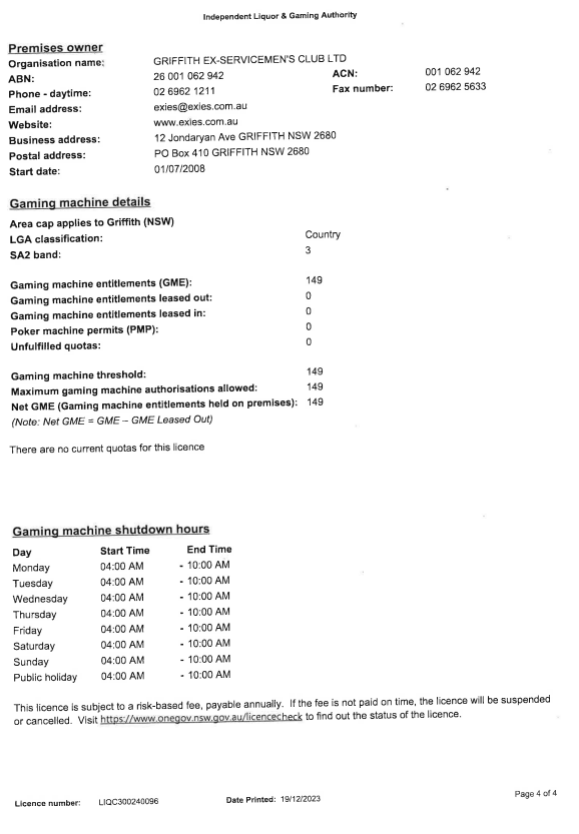 Independent Liquor & Gaming Authority
Premises owner
Organisation name: GRIFFITH EX-SERVICEMEN'S CLUB LTD
ABN: 26 001 062 942 ACN: 001 062 942
Phone - daytime: 02 6962 1211 Fax number: 02 6962 5633
Email address: exies@exies.com.au
Website: www.exies.com.au
Business address: 12 Jondaryan Ave GRIFFITH NSW 2680
Postal address: PO Box 410 GRIFFITH NSW 2680
Start date: 01/07/2008
Gaming machine details
Area cap applies to Griffith (NSW)
LGA classification: Country
SA2 band: 3
Gaming machine entitlements (GME): 149
Gaming machine entitlements leased out: 0
Gaming machine entitlements leased in: 0
Poker machine permits (PMP): 0
Unfulfilled quotas: 0
Gaming machine threshold: 149
Maximum gaming machine authorisations allowed: 149
Net GME (Gaming machine entitlements held on premises): 149
(Note: Net GME = GME – GME Leased Out)
There are no current quotas for this licence
Gaming machine shutdown hours
Day Start Time End Time
Monday 04:00 AM - 10:00 AM
Tuesday 04:00 AM - 10:00 AM
Wednesday 04:00 AM - 10:00 AM
Thursday 04:00 AM - 10:00 AM
Friday 04:00 AM - 10:00 AM
Saturday 04:00 AM - 10:00 AM
Sunday 04:00 AM - 10:00 AM
Public holiday 04:00 AM - 10:00 AM
This licence is subject to a risk-based fee, payable annually. If the fee is not paid on time, the licence will be suspended
or cancelled. Visit https://www.onegov.nsw.gov.au/licencecheck to find out the status of the licence.
Licence number: LIQC300240096 Date Printed: 19/12/2023 Page 4 of 4